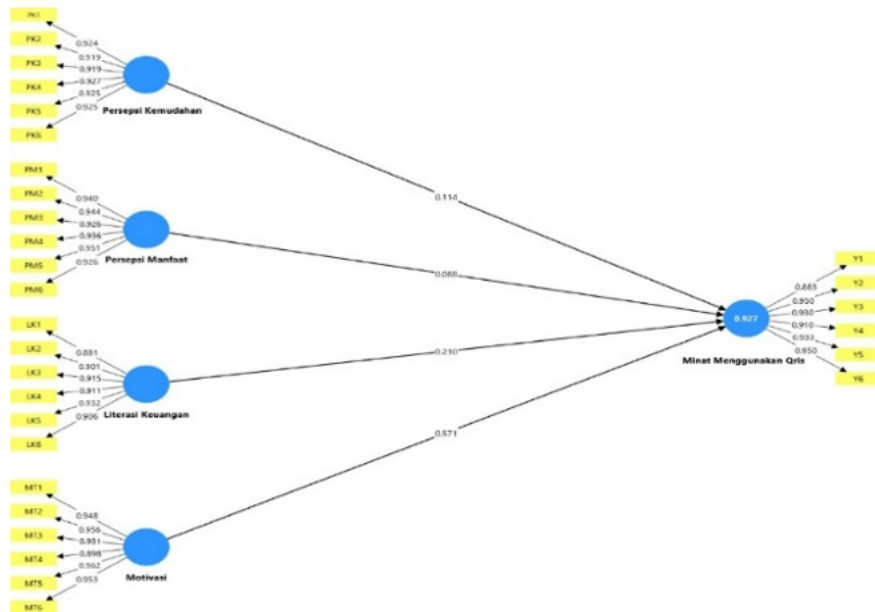 PK1
PK2
PK3
PK4
PK5
PK6
0.924
0.919
0.919
0.927
0.925
0.925
Persepsi Kemudahan
0.114
PM1
PM2
PM3
PM4
PM5
PM6
0.940
0.944
0.926
0.936
0.951
0.926
Persepsi Manfaat
0.088
LK1
LK2
LK3
LK4
LK5
LK6
0.881
0.901
0.915
0.911
0.932
0.906
Literasi Keuangan
0.210
MT1
MT2
MT3
MT4
MT5
MT6
0.948
0.956
0.931
0.898
0.962
0.953
Motivasi
0.571
0.927
Minat Menggunakan Qris
Y1
Y2
Y3
Y4
Y5
Y6
0.885
0.950
0.930
0.910
0.933
0.950